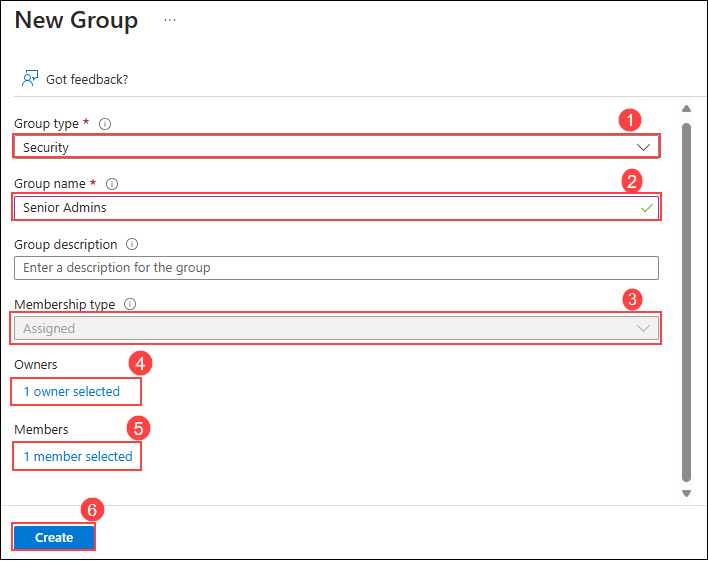 New Group ...
Got feedback?
Group type *
1
Security
Group name *
2
Senior Admins
Group description
Enter a description for the group
Membership type
3
Assigned
Owners
4
1 owner selected
Members
5
1 member selected
6
Create